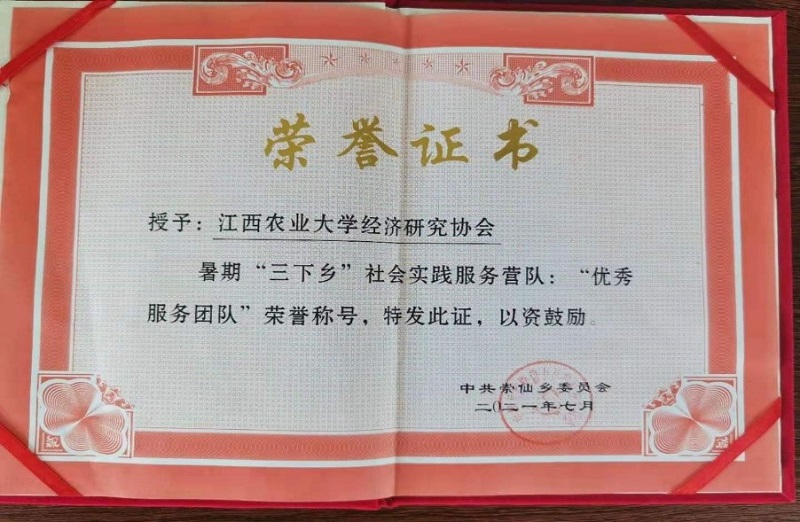 荣誉证书
授予：江西农业大学经济研究协会
暑期“三下乡”社会实践服务营队：“优秀
服务团队”荣誉称号，特发此证，以资鼓励。
中共崇仙乡委员会
二〇二一年七月